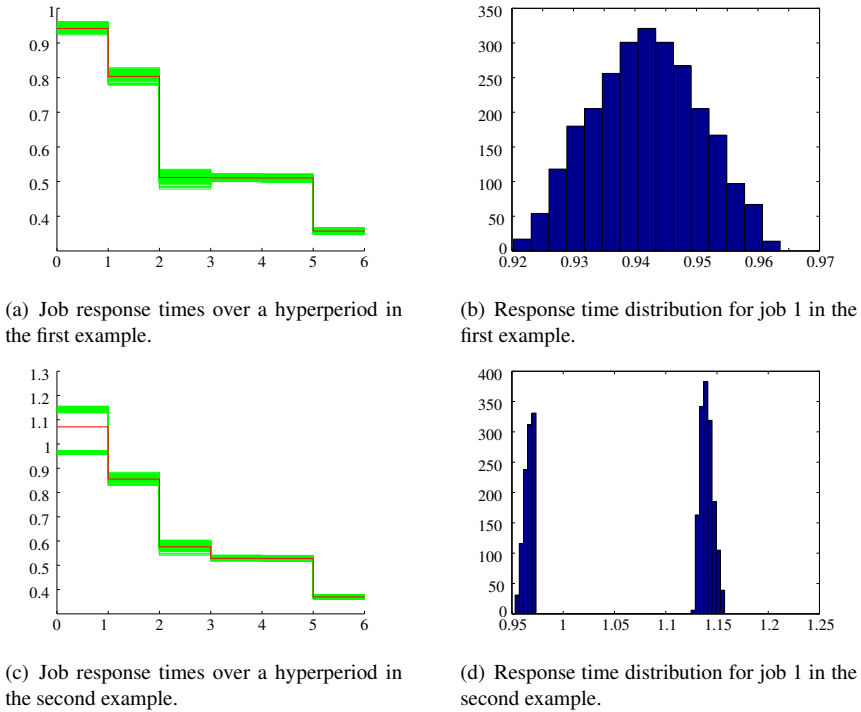 1
0.9
0.8
0.7
0.6
0.5
0.4
0 1 2 3 4 5 6
350
300
250
200
150
100
50
0
0.92 0.93 0.94 0.95 0.96 0.97
(a) Job response times over a hyperperiod in
the first example.
(b) Response time distribution for job 1 in the
first example.
1.3
1.2
1.1
1
0.9
0.8
0.7
0.6
0.5
0.4
0 1 2 3 4 5 6
400
350
300
250
200
150
100
50
0
0.95 1 1.05 1.1 1.15 1.2 1.25
(c) Job response times over a hyperperiod in
the second example.
(d) Response time distribution for job 1 in the
second example.